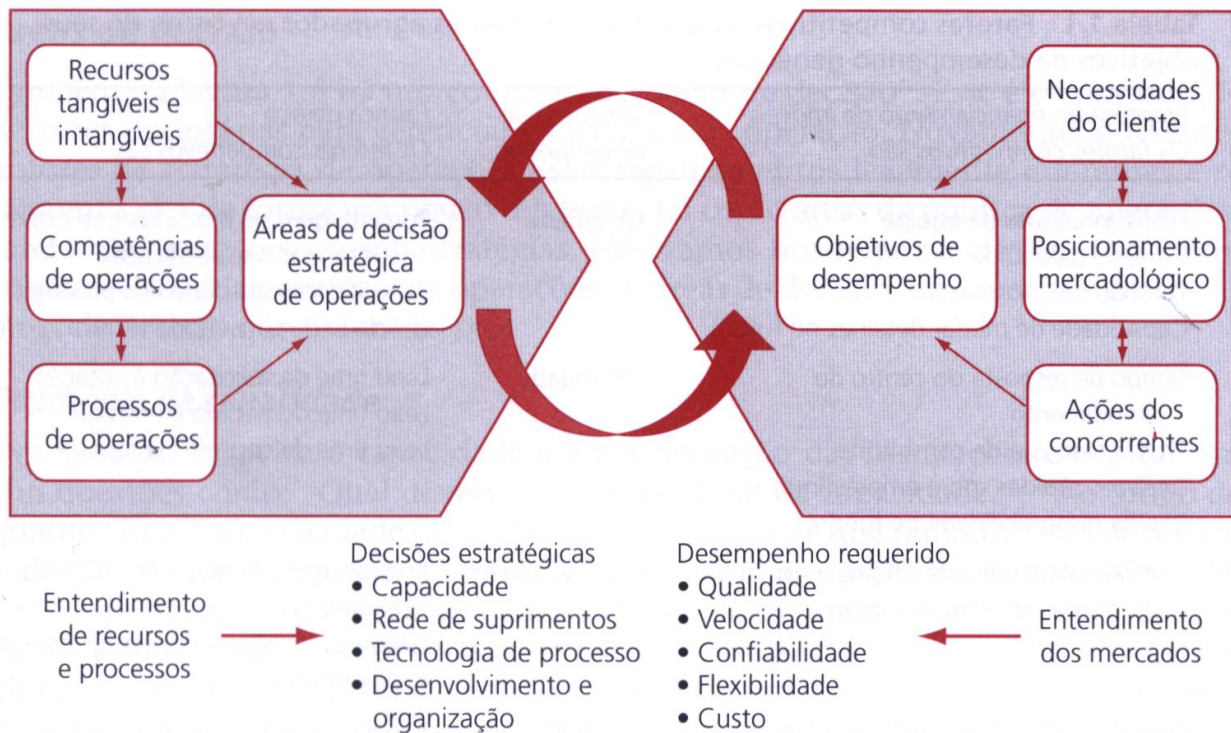 Recursos
tangíveis e
intangíveis
Competências
de operações
Processos
de operações
Áreas de decisão
estratégica
de operações
Objetivos de
desempenho
Necessidades
do cliente
Posicionamento
mercadológico
Ações dos
concorrentes
Entendimento
de recursos
e processos
Decisões estratégicas
• Capacidade
• Rede de suprimentos
• Tecnologia de processo
• Desenvolvimento e
organização
Desempenho requerido
• Qualidade
• Velocidade
• Confiabilidade
• Flexibilidade
• Custo
Entendimento
dos mercados